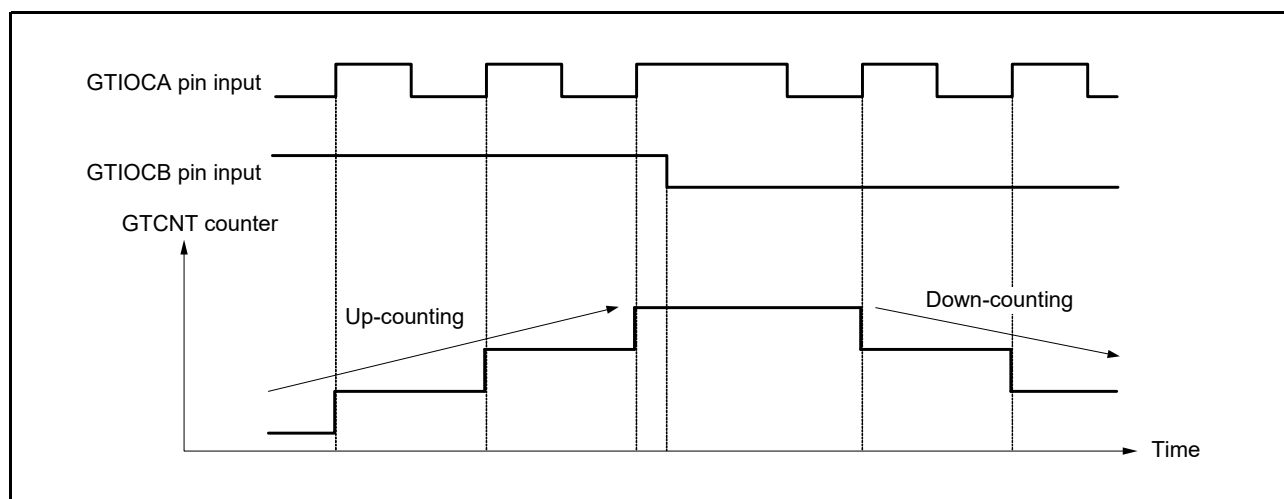 GTIOCA pin input
GTIOCB pin input
GTCNT counter
Up-counting
Down-counting
Time